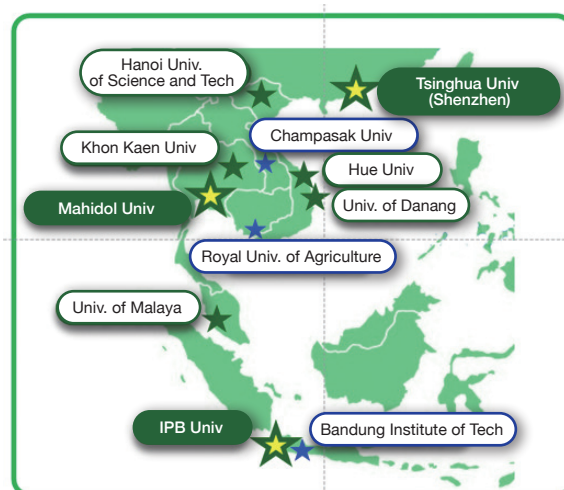 Hanoi Univ.
of Science and Tech
Tsinghua Univ
(Shenzhen)
Champasak Univ
Khon Kaen Univ
Hue Univ
Mahidol Univ
Univ. of Danang
Royal Univ. of Agriculture
Univ. of Malaya
IPB Univ
Bandung Institute of Tech